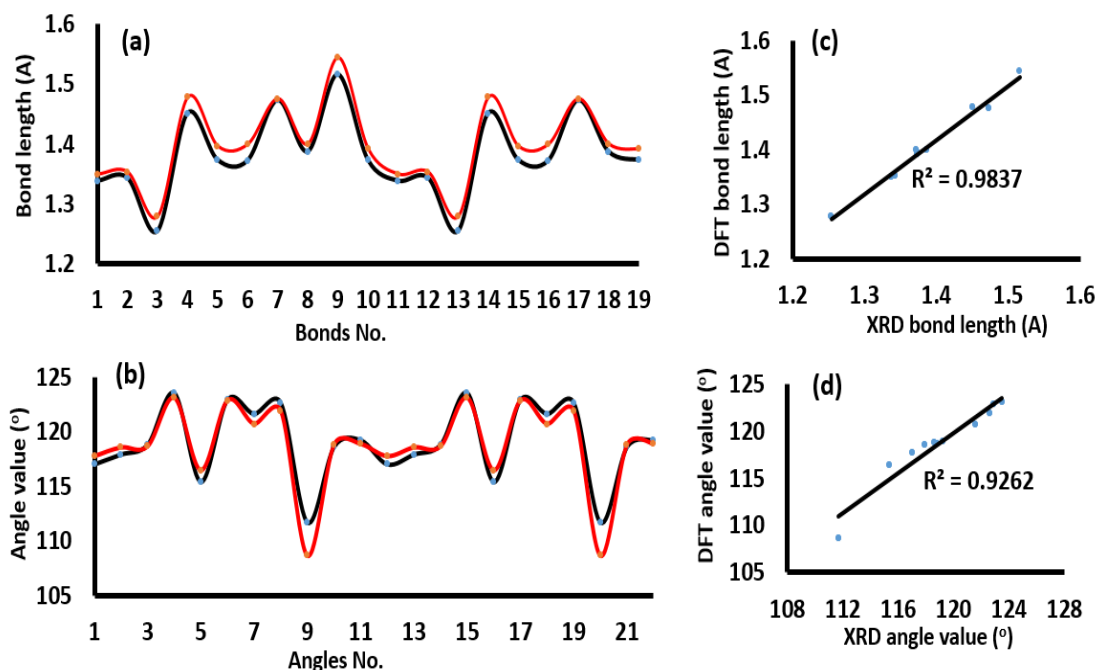 (a)
Bond length (A)
1.6
1.5
1.4
1.3
1.2
1 2 3 4 5 6 7 8 9 10 11 12 13 14 15 16 17 18 19
Bonds No.
(c)
DFT bond length (A)
1.6
1.5
1.4
1.3
1.2
R² = 0.9837
1.2 1.3 1.4 1.5 1.6
XRD bond length (A)
(b)
Angle value (°)
125
120
115
110
105
1 3 5 7 9 11 13 15 17 19 21
Angles No.
(d)
DFT angle value (°)
125
120
115
110
105
R² = 0.9262
108 112 116 120 124 128
XRD angle value (°)